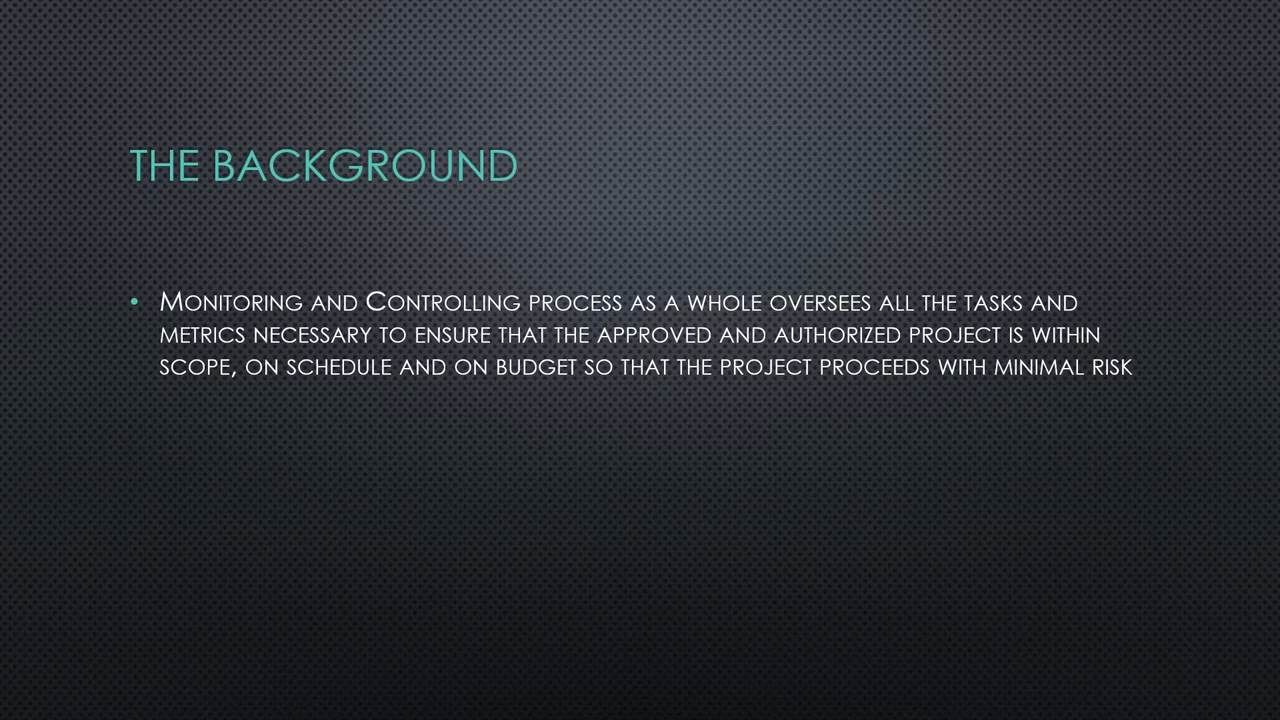 THE BACKGROUND
• Monitoring and Controlling process as a whole oversees all the tasks and
metrics necessary to ensure that the approved and authorized project is within
scope, on schedule and on budget so that the project proceeds with minimal risk